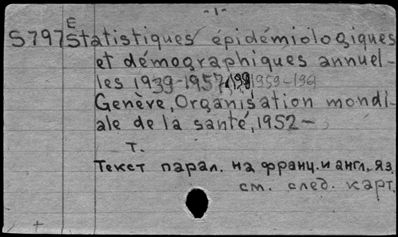 -1-
E
S797 Statistiques épidémiologiques
et démographiques annuel-
les 1939-1957, 1959-196
Genève, Organisation mondi-
ale de la santé, 1952-
т.
Текст парал. на франц. и англ. яз.
см. след. карт.
+